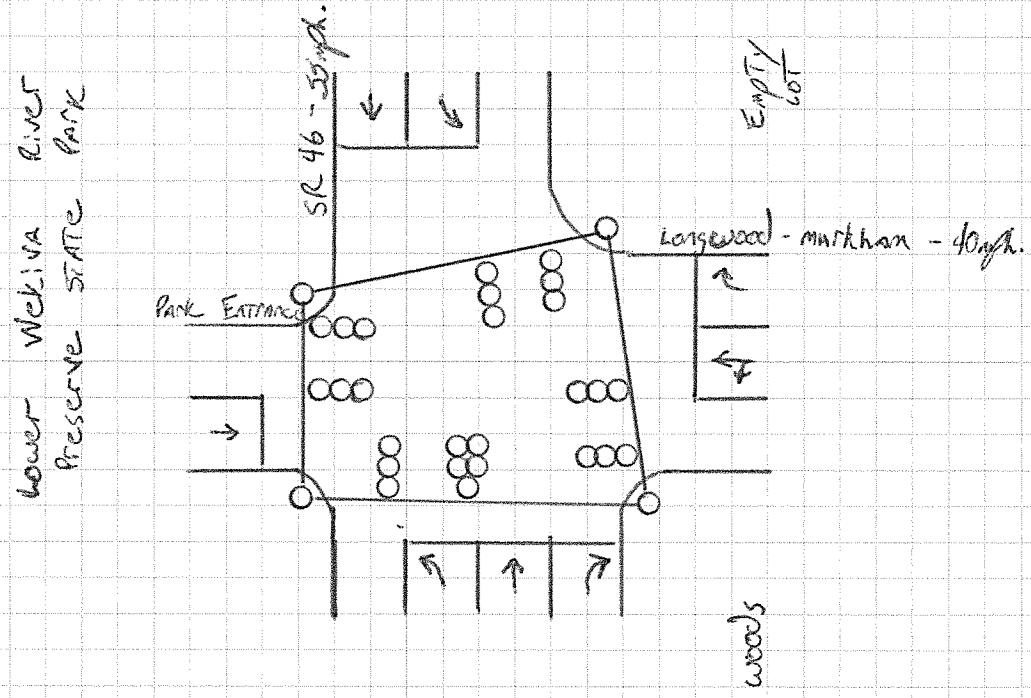 Lower Wekiva River
Preserve STATE PARK
SR 46 - 55mph.
EMPTY
LOT
Longwood - markham - 40mph.
PARK ENTRANCE
WOODS